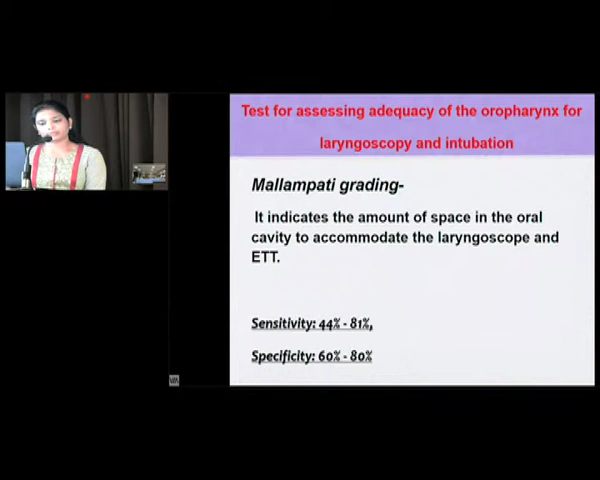 Test for assessing adequacy of the oropharynx for
laryngoscopy and intubation
Mallampati grading-
It indicates the amount of space in the oral
cavity to accommodate the laryngoscope and
ETT.
Sensitivity: 44% - 81%,
Specificity: 60% - 80%